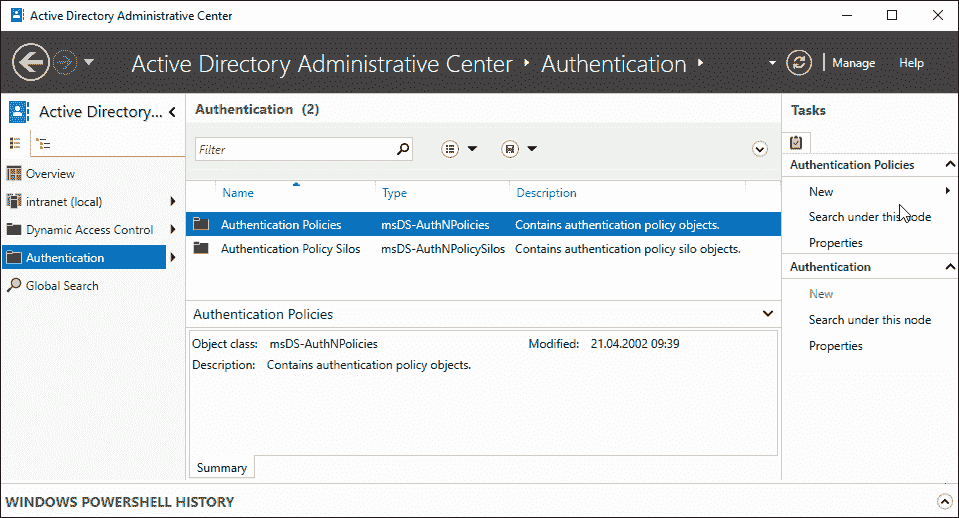 Active Directory Administrative Center
Active Directory Administrative Center • Authentication •
Manage
Help
Active Directory...
Overview
intranet (local)
Dynamic Access Control
Authentication
Global Search
Authentication (2)
Filter
Name Type Description
Authentication Policies msDS-AuthNPolicies Contains authentication policy objects.
Authentication Policy Silos msDS-AuthNPolicySilos Contains authentication policy silo objects.
Authentication Policies
Object class: msDS-AuthNPolicies Modified: 21.04.2002 09:39
Description: Contains authentication policy objects.
Summary
Tasks
Authentication Policies
New
Search under this node
Properties
Authentication
New
Search under this node
Properties
WINDOWS POWERSHELL HISTORY